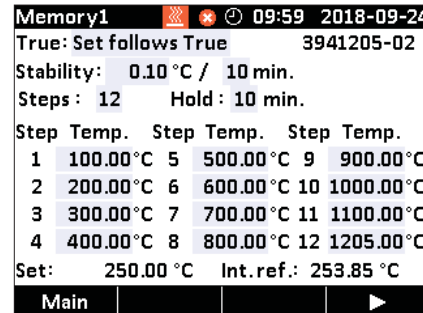 Memory1 09:59 2018-09-24
True: Set follows True 3941205-02
Stability: 0.10 °C / 10 min.
Steps : 12 Hold : 10 min.
Step Temp. Step Temp. Step Temp.
1 100.00°C 5 500.00°C 9 900.00°C
2 200.00°C 6 600.00°C 10 1000.00°C
3 300.00°C 7 700.00°C 11 1100.00°C
4 400.00°C 8 800.00°C 12 1205.00°C
Set: 250.00 °C Int.ref.: 253.85 °C
Main